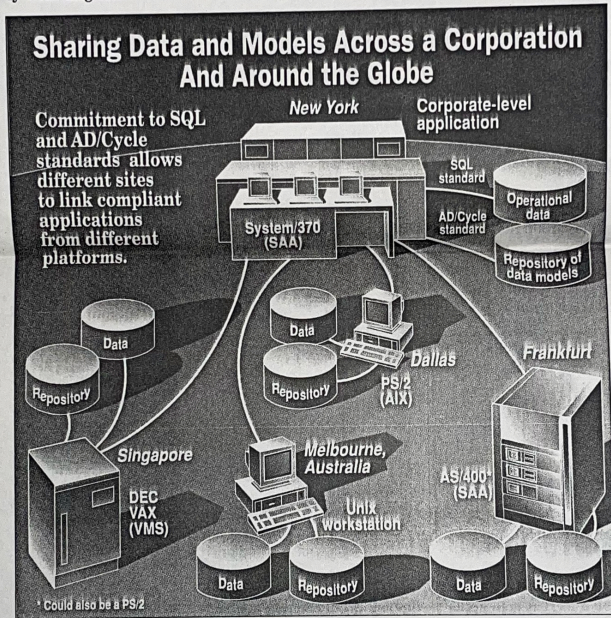 Sharing Data and Models Across a Corporation
And Around the Globe
Commitment to SQL
and AD/Cycle
standards allows
different sites
to link compliant
applications
from different
platforms.
New York
Corporate-level
application
System/370
(SAA)
SQL
standard
Operational
data
AD/Cycle
standard
Repository of
data models
Data
Repository
Singapore
DEC
VAX
(VMS)
Data
Repository
Dallas
PS/2
(AIX)
Melbourne,
Australia
Unix
workstation
Data
Repository
Frankfurt
AS/400*
(SAA)
Data
Repository
* Could also be a PS/2